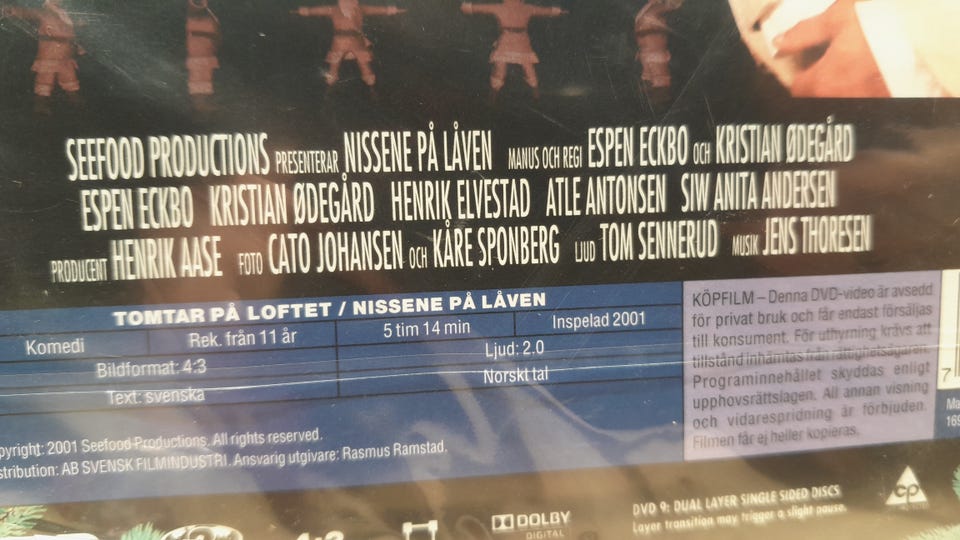 SEEFOOD PRODUCTIONS PRESENTERAR NISSENE PÅ LÅVEN MANUS OCH REGI ESPEN ECKBO OCH KRISTIAN ØDEGÅRD
ESPEN ECKBO KRISTIAN ØDEGÅRD HENRIK ELVESTAD ATLE ANTONSEN SIW ANITA ANDERSEN
PRODUCENT HENRIK AASE FOTO CATO JOHANSEN OCH KÅRE SPONBERG LJUD TOM SENNERUD MUSIK JENS THORESEN
TOMTAR PÅ LOFTET / NISSENE PÅ LÅVEN
Komedi Rek. från 11 år 5 tim 14 min Inspelad 2001
Bildformat: 4:3 Ljud: 2.0
Text: svenska Norskt tal
pyright: 2001 Seefood Productions. All rights reserved.
stribution: AB SVENSK FILMINDUSTRI. Ansvarig utgivare: Rasmus Ramstad.
KÖPFILM – Denna DVD-video är avsedd
för privat bruk och får endast försäljas
till konsument. För uthyrning krävs att
tillstånd inhämtas från rättighetsägaren.
Programinnehållet skyddas enligt
upphovsrättslagen. All annan visning
och vidarespridning är förbjuden.
Filmen får ej heller kopieras.
7
Ma
169
4:3
DOLBY
DIGITAL
DVD 9: DUAL LAYER SINGLE SIDED DISCS
Layer transition may trigger a slight pause.
cp